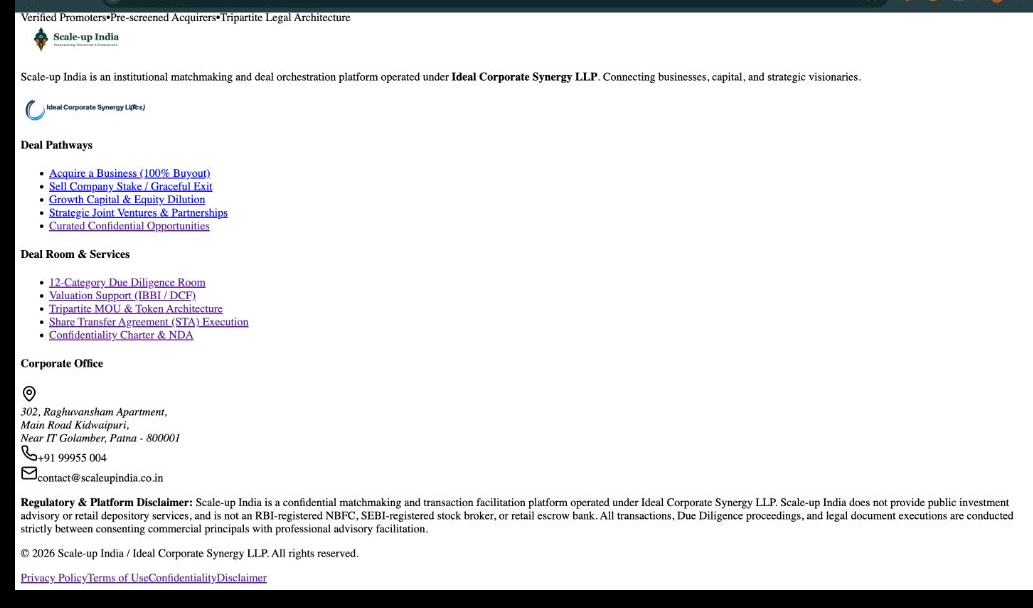 Verified Promoters•Pre-screened Acquirers•Tripartite Legal Architecture
Scale-up India
Empowering Tomorrow's Enterprises
Scale-up India is an institutional matchmaking and deal orchestration platform operated under Ideal Corporate Synergy LLP. Connecting businesses, capital, and strategic visionaries.
Ideal Corporate Synergy
Deal Pathways
• Acquire a Business (100% Buyout)
• Sell Company Stake / Graceful Exit
• Growth Capital & Equity Dilution
• Strategic Joint Ventures & Partnerships
• Curated Confidential Opportunities
Deal Room & Services
• 12-Category Due Diligence Room
• Valuation Support (IBBI / DCF)
• Tripartite MOU & Token Architecture
• Share Transfer Agreement (STA) Execution
• Confidentiality Charter & NDA
Corporate Office
302, Raghuvansham Apartment,
Main Road Kidwaipuri,
Near IT Golamber, Patna - 800001
+91 99955 004
contact@scaleupindia.co.in
Regulatory & Platform Disclaimer: Scale-up India is a confidential matchmaking and transaction facilitation platform operated under Ideal Corporate Synergy LLP. Scale-up India does not provide public investment
advisory or retail depository services, and is not an RBI-registered NBFC, SEBI-registered stock broker, or retail escrow bank. All transactions, Due Diligence proceedings, and legal document executions are conducted
strictly between consenting commercial principals with professional advisory facilitation.
© 2026 Scale-up India / Ideal Corporate Synergy LLP. All rights reserved.
Privacy PolicyTerms of UseConfidentialityDisclaimer